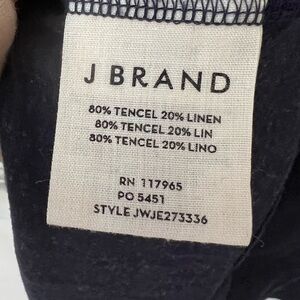 J BRAND
80% TENCEL 20% LINEN
80% TENCEL 20% LIN
80% TENCEL 20% LINO
RN 117965
PO 5451
STYLE JWJE273336